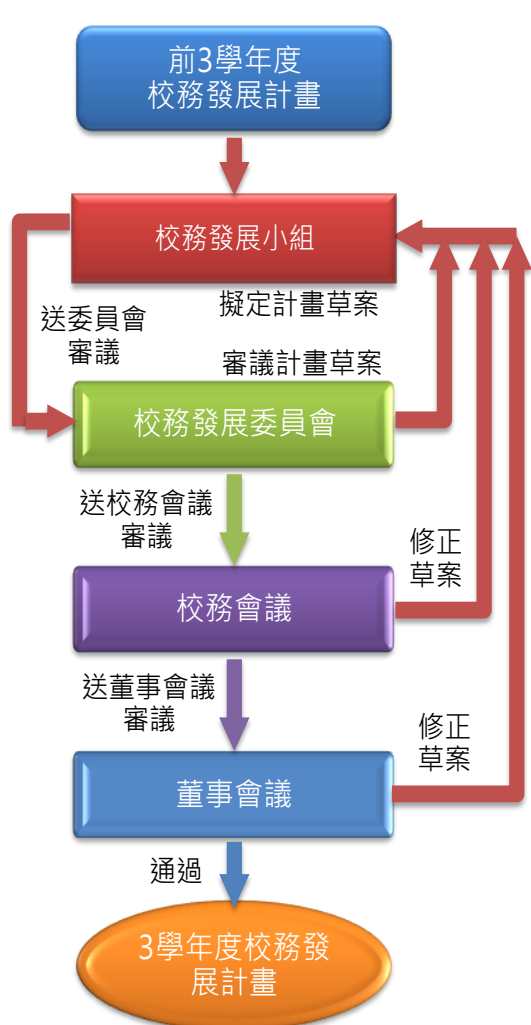 前3學年度
校務發展計畫
校務發展小組
擬定計畫草案
送委員會
審議
審議計畫草案
校務發展委員會
送校務會議
審議
修正
草案
校務會議
送董事會議
審議
修正
草案
董事會議
通過
3學年度校務發
展計畫